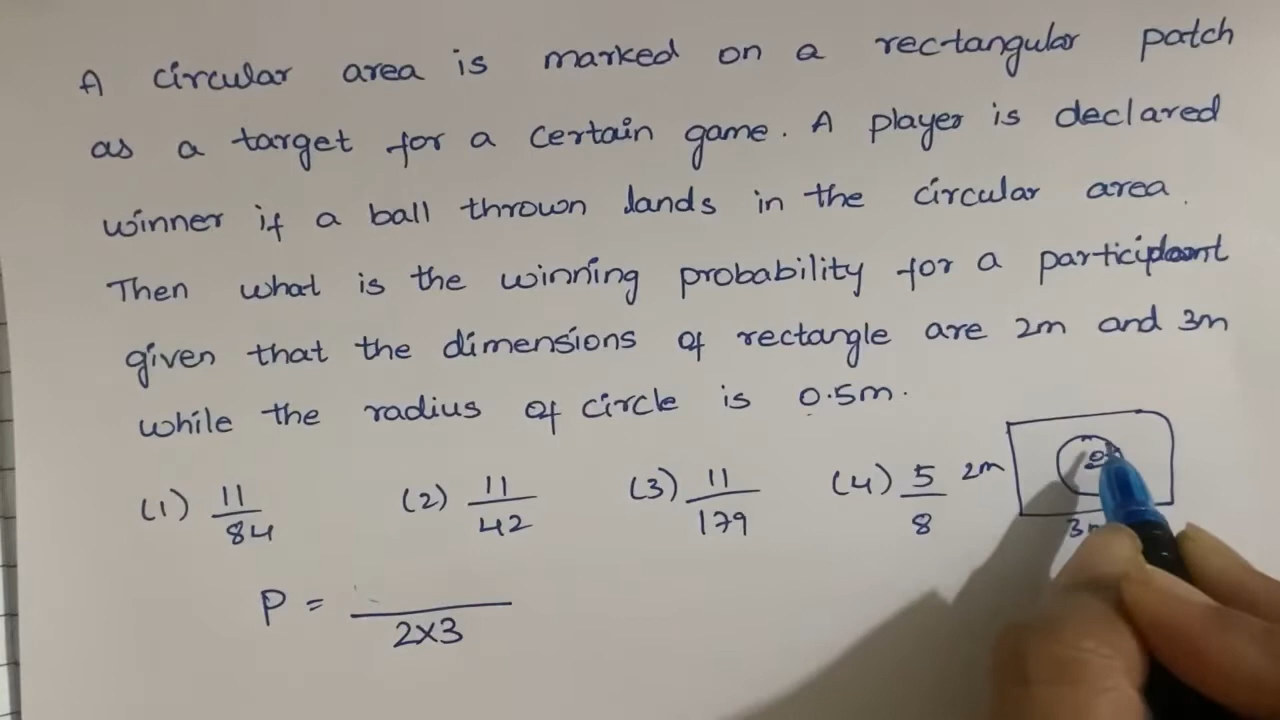 A circular area is marked on a rectangular patch
as a target for a certain game. A player is declared
winner if a ball thrown lands in the circular area.
Then what is the winning probability for a participant
given that the dimensions of rectangle are 2m and 3m
while the radius of circle is 0.5m.
(1) 11/84 (2) 11/42 (3) 11/179 (4) 5/8 2m
3
P = 
2×3